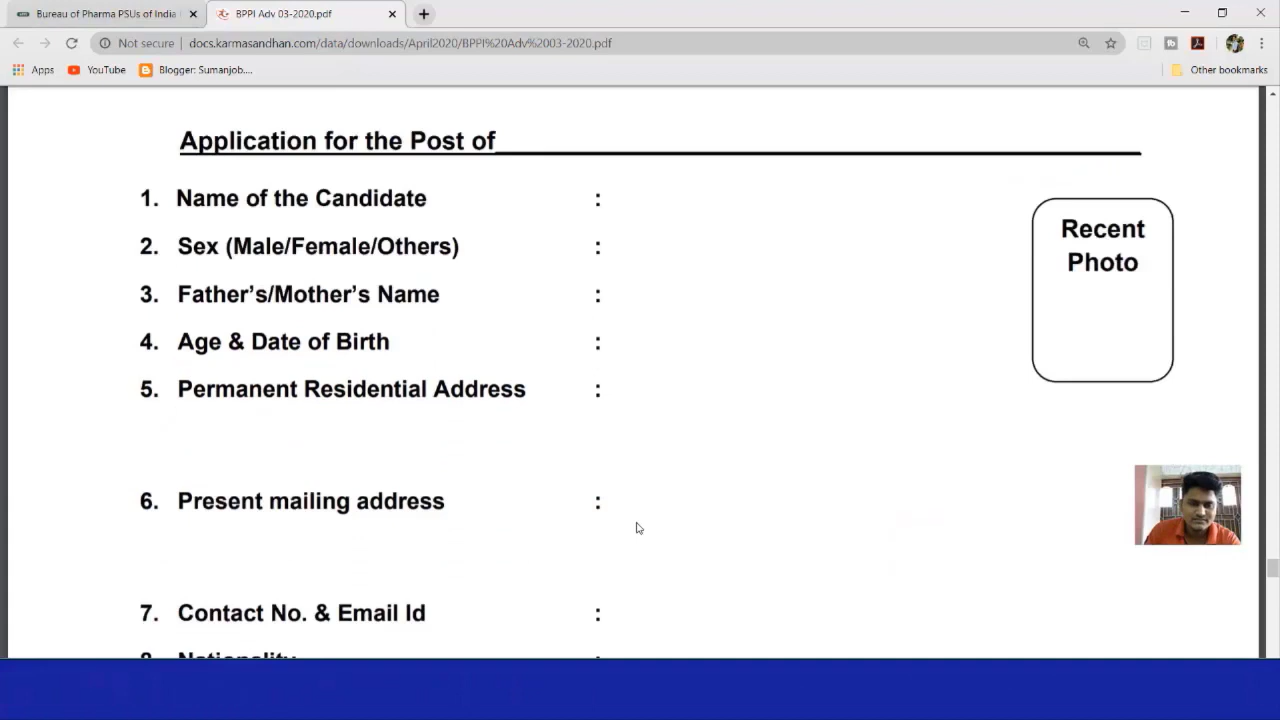 Bureau of Pharma PSUs of India
BPPI Adv 03-2020.pdf
Not secure
docs.karmasandhan.com/data/downloads/April2020/BPPI%20Adv%2003-2020.pdf
Apps
YouTube
Blogger: Sumanjob....
Other bookmarks
Application for the Post of
1. Name of the Candidate :
2. Sex (Male/Female/Others) :
3. Father’s/Mother’s Name :
4. Age & Date of Birth :
5. Permanent Residential Address :
Recent
Photo
6. Present mailing address :
7. Contact No. & Email Id :
8. Nationality :